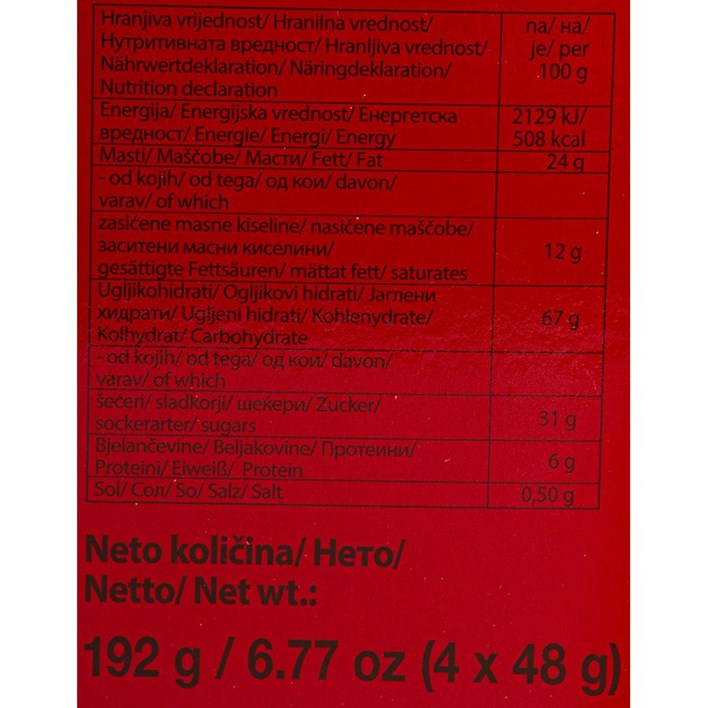 Hranjiva vrijednost/ Hranilna vrednost/
Нутритивната вредност/ Hranljiva vrednost/
Nährwertdeklaration/ Näringdeklaration/
Nutrition declaration
na/ на/
je/ per
100 g
Energija/ Energijska vrednost/ Енергетска
вредност/ Energie/ Energi/ Energy
2129 kJ/
508 kcal
Masti/ Maščobe/ Масти/ Fett/ Fat
24 g
- od kojih/ od tega/ од кои/ davon/
varav/ of which
zasićene masne kiseline/ nasičene maščobe/
заситени масни киселини/
gesättigte Fettsäuren/ mättat fett/ saturates
12 g
Ugljikohidrati/ Ogljikovi hidrati/ Јаглени
хидрати/ Ugljeni hidrati/ Kohlenydrate/
Kolhydrat/ Carbohydrate
67 g
- od kojih/ od tega/ од кои/ davon/
varav/ of which
šećeri/ sladkorji/ шеќери/ Zucker/
sockerarter/ sugars
31 g
Bjelančevine/ Beljakovine/ Протеини/
Proteini/ Eiweiß/ Protein
6 g
Sol/ Сол/ So/ Salz/ Salt
0,50 g
Neto količina/ Нето/
Netto/ Net wt.:
192 g / 6.77 oz (4 x 48 g)